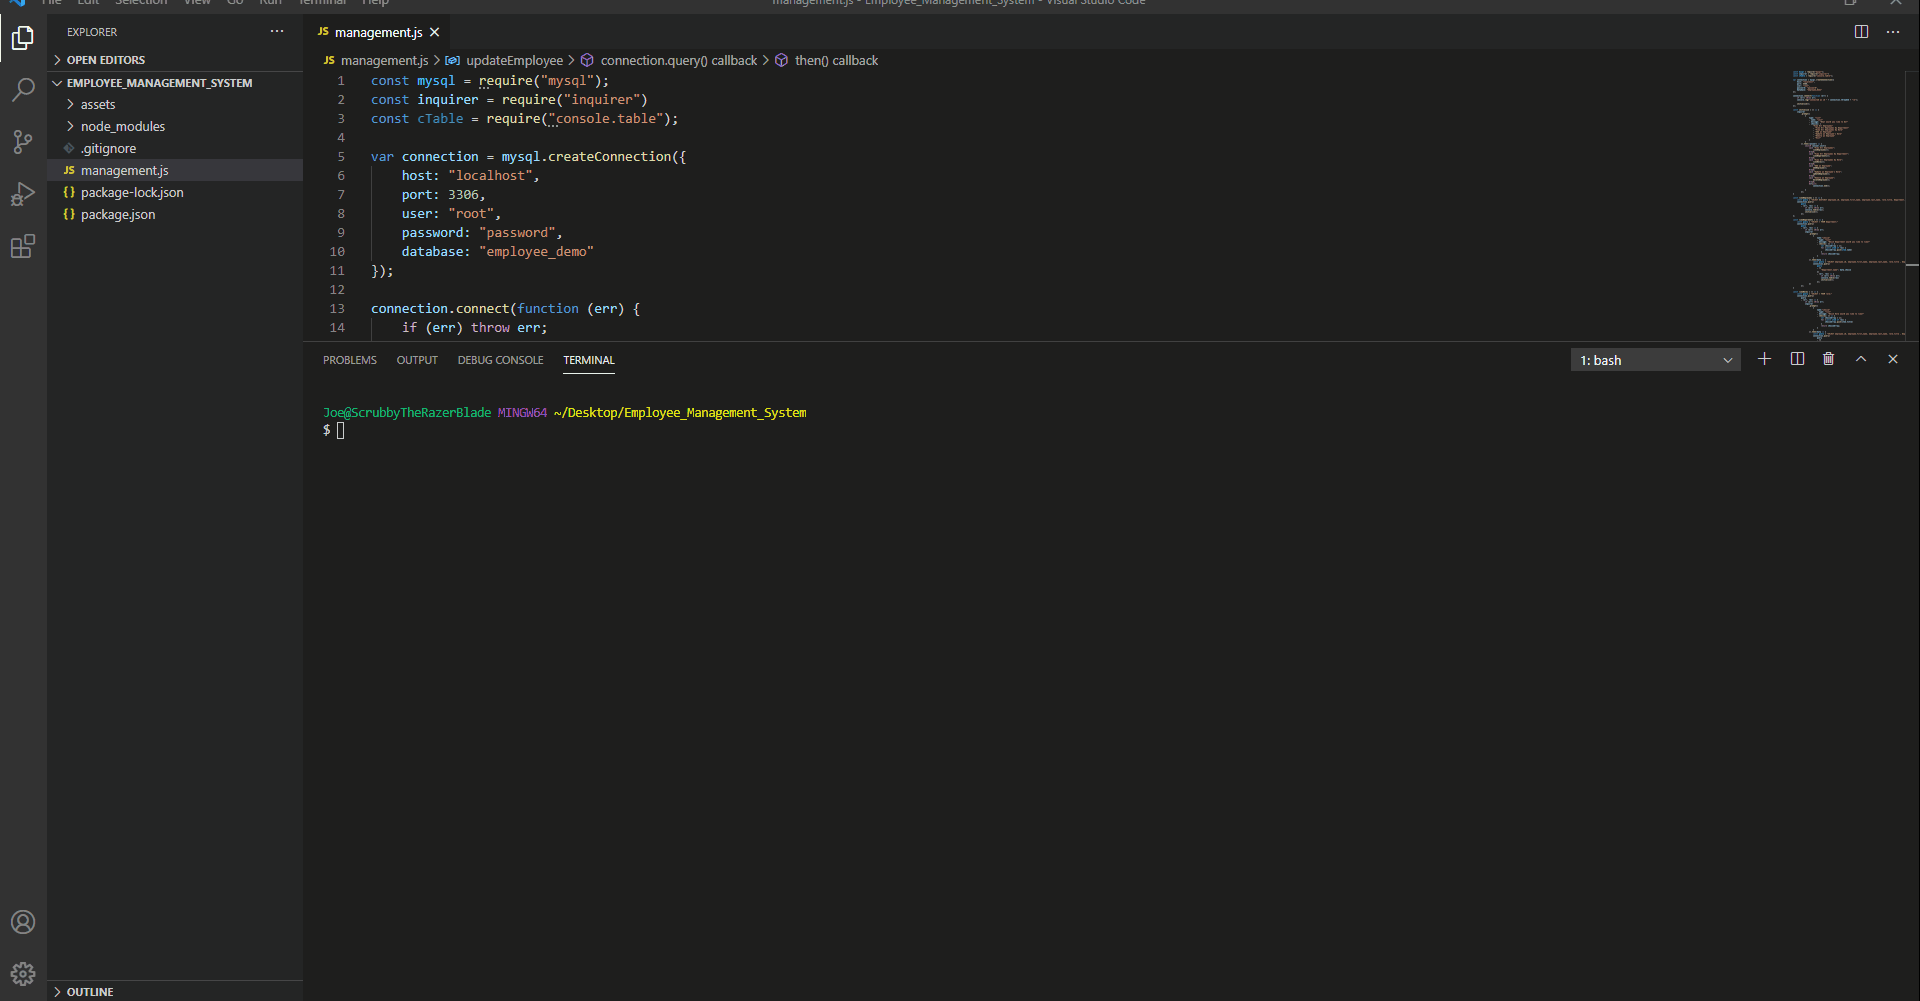 File Edit Selection View Go Run Terminal Help
management.js - Employee_Management_System - Visual Studio Code
EXPLORER
OPEN EDITORS
EMPLOYEE_MANAGEMENT_SYSTEM
assets
node_modules
.gitignore
JS management.js
{} package-lock.json
{} package.json
OUTLINE
JS management.js
JS management.js > updateEmployee > connection.query() callback > then() callback
1 const mysql = require("mysql");
2 const inquirer = require("inquirer")
3 const cTable = require("console.table");
4
5 var connection = mysql.createConnection({
6 host: "localhost",
7 port: 3306,
8 user: "root",
9 password: "password",
10 database: "employee_demo"
11 });
12
13 connection.connect(function (err) {
14 if (err) throw err;
PROBLEMS OUTPUT DEBUG CONSOLE TERMINAL
1: bash
Joe@ScrubbyTheRazerBlade MINGW64 ~/Desktop/Employee_Management_System
$